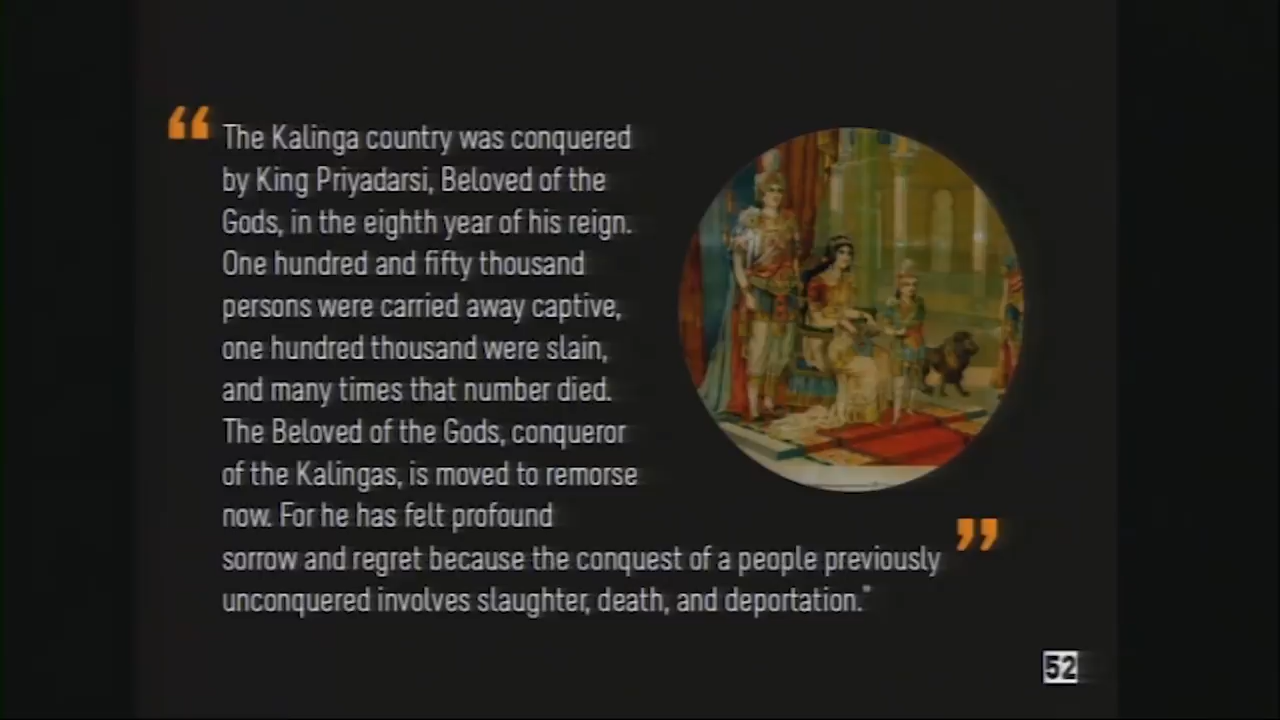 “The Kalinga country was conquered
by King Priyadarsi, Beloved of the
Gods, in the eighth year of his reign.
One hundred and fifty thousand
persons were carried away captive,
one hundred thousand were slain,
and many times that number died.
The Beloved of the Gods, conqueror
of the Kalingas, is moved to remorse
now. For he has felt profound
sorrow and regret because the conquest of a people previously ”
unconquered involves slaughter, death, and deportation."
52